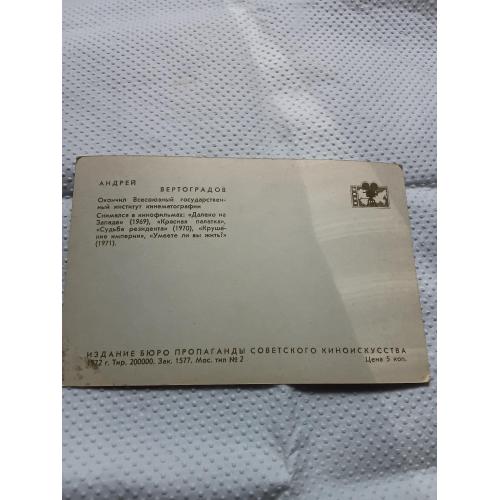 АНДРЕЙ ВЕРТОГРАДОВ
Окончил Всесоюзный государствен-
ный институт кинематографии
Снимался в кинофильмах: «Далеко на
Западе» (1969), «Красная палатка»,
«Судьба резидента» (1970), «Круше-
ние империи», «Умеете ли вы жить?»
(1971).
ИЗДАНИЕ БЮРО ПРОПАГАНДЫ СОВЕТСКОГО КИНОИСКУССТВА
1972 г. Тир. 200000. Зак. 1577. Мос. тип № 2 Цена 5 коп.